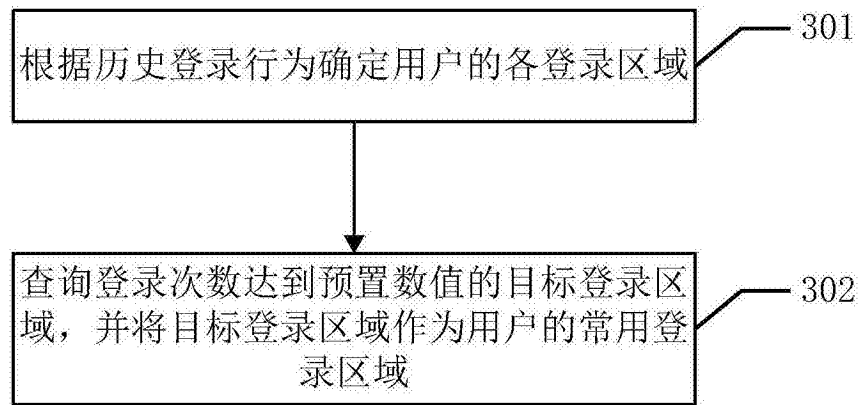 根据历史登录行为确定用户的各登录区域
301
查询登录次数达到预置数值的目标登录区
域，并将目标登录区域作为用户的常用登
录区域
302